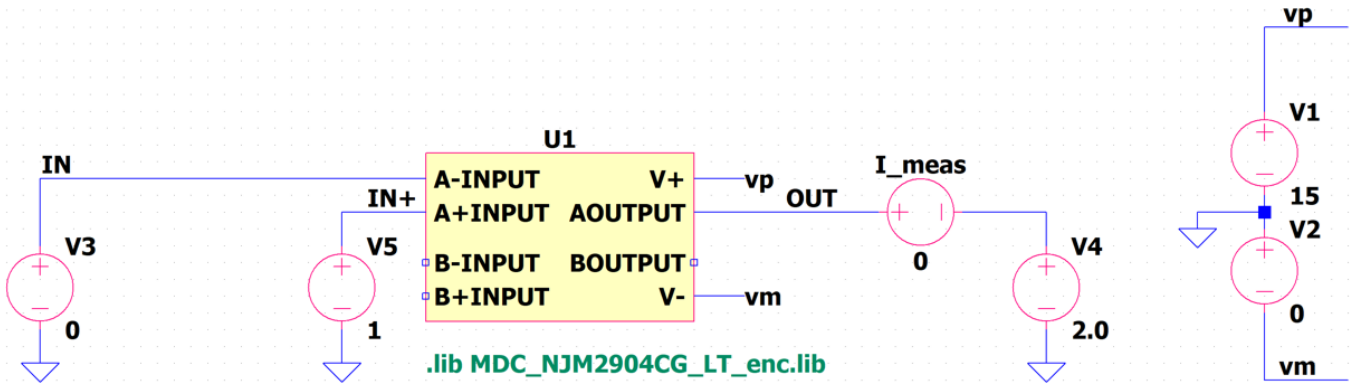 vp
V1
15
V2
0
vm
U1
IN
IN+
A-INPUT
A+INPUT
B-INPUT
B+INPUT
V+
AOUTPUT
BOUTPUT
V-
vp
OUT
vm
I_meas
0
V3
0
V5
1
V4
2.0
.lib MDC_NJM2904CG_LT_enc.lib